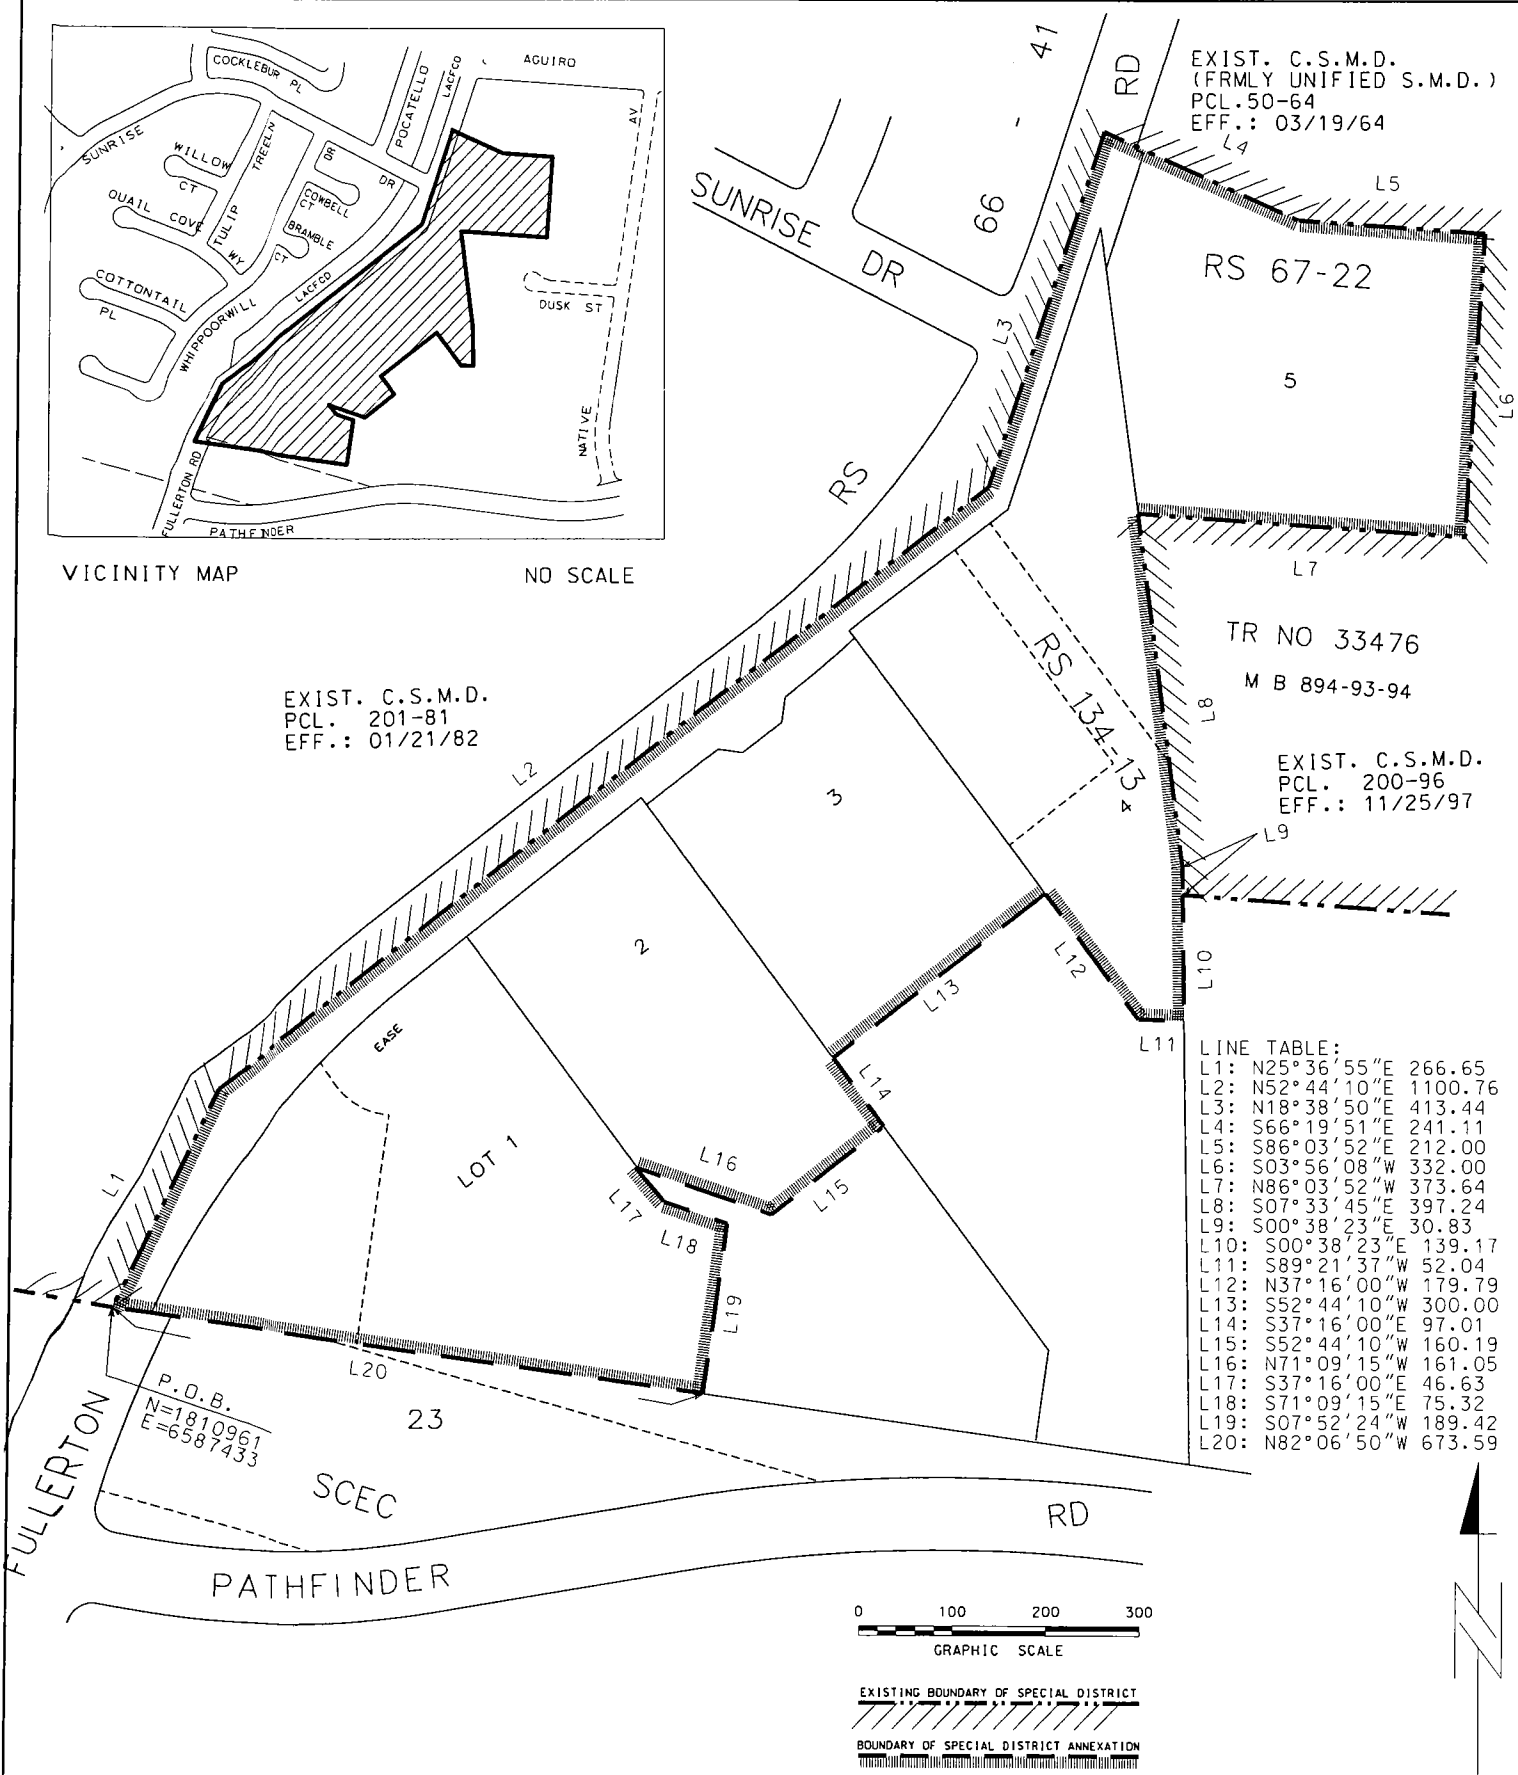 COCKLEBUR PL
POCATELLO
LACFCD
AGUIRO
AV
SUNRISE
DR
WILLOW
CT
TREELN
DR
DR
COWBELL
CT
QUAIL COVE
TULIP
WY
BRAMBLE
CT
COTTONTAIL
PL
WHIPPOORWILL
LACFCD
DUSK ST
NATIVE
FULLERTON RD
PATHFINDER
VICINITY MAP
NO SCALE
41
-
66
RD
EXIST. C.S.M.D.
(FRMLY UNIFIED S.M.D.)
PCL.50-64
EFF.: 03/19/64
L4
L5
SUNRISE
DR
RS 67-22
L3
5
L6
RS
L7
TR NO 33476
M B 894-93-94
RS 134-13
L8
EXIST. C.S.M.D.
PCL. 201-81
EFF.: 01/21/82
L2
EXIST. C.S.M.D.
PCL. 200-96
EFF.: 11/25/97
3
4
L9
2
L12
L10
L13
EASE
L11
L14
LOT 1
L16
L15
L17
L18
L1
L19
L20
LINE TABLE:
L1: N25°36'55"E 266.65
L2: N52°44'10"E 1100.76
L3: N18°38'50"E 413.44
L4: S66°19'51"E 241.11
L5: S86°03'52"E 212.00
L6: S03°56'08"W 332.00
L7: N86°03'52"W 373.64
L8: S07°33'45"E 397.24
L9: S00°38'23"E 30.83
L10: S00°38'23"E 139.17
L11: S89°21'37"W 52.04
L12: N37°16'00"W 179.79
L13: S52°44'10"W 300.00
L14: S37°16'00"E 97.01
L15: S52°44'10"W 160.19
L16: N71°09'15"W 161.05
L17: S37°16'00"E 46.63
L18: S71°09'15"E 75.32
L19: S07°52'24"W 189.42
L20: N82°06'50"W 673.59
P.O.B.
N=1810961
E=6587433
23
SCEC
FULLERTON
RD
PATHFINDER
N
0 100 200 300
GRAPHIC SCALE
EXISTING BOUNDARY OF SPECIAL DISTRICT
BOUNDARY OF SPECIAL DISTRICT ANNEXATION